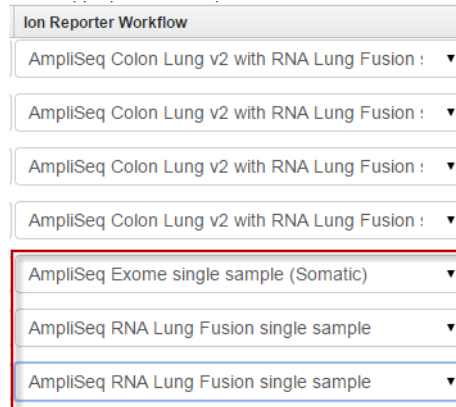 Ion Reporter Workflow
AmpliSeq Colon Lung v2 with RNA Lung Fusion
AmpliSeq Colon Lung v2 with RNA Lung Fusion
AmpliSeq Colon Lung v2 with RNA Lung Fusion
AmpliSeq Colon Lung v2 with RNA Lung Fusion
AmpliSeq Exome single sample (Somatic)
AmpliSeq RNA Lung Fusion single sample
AmpliSeq RNA Lung Fusion single sample